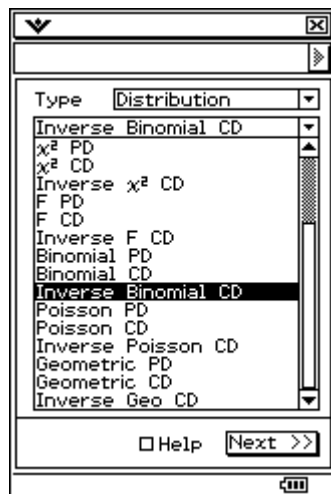 Type Distribution
Inverse Binomial CD
χ² PD
χ² CD
Inverse χ² CD
F PD
F CD
Inverse F CD
Binomial PD
Binomial CD
Inverse Binomial CD
Poisson PD
Poisson CD
Inverse Poisson CD
Geometric PD
Geometric CD
Inverse Geo CD
Help Next >>